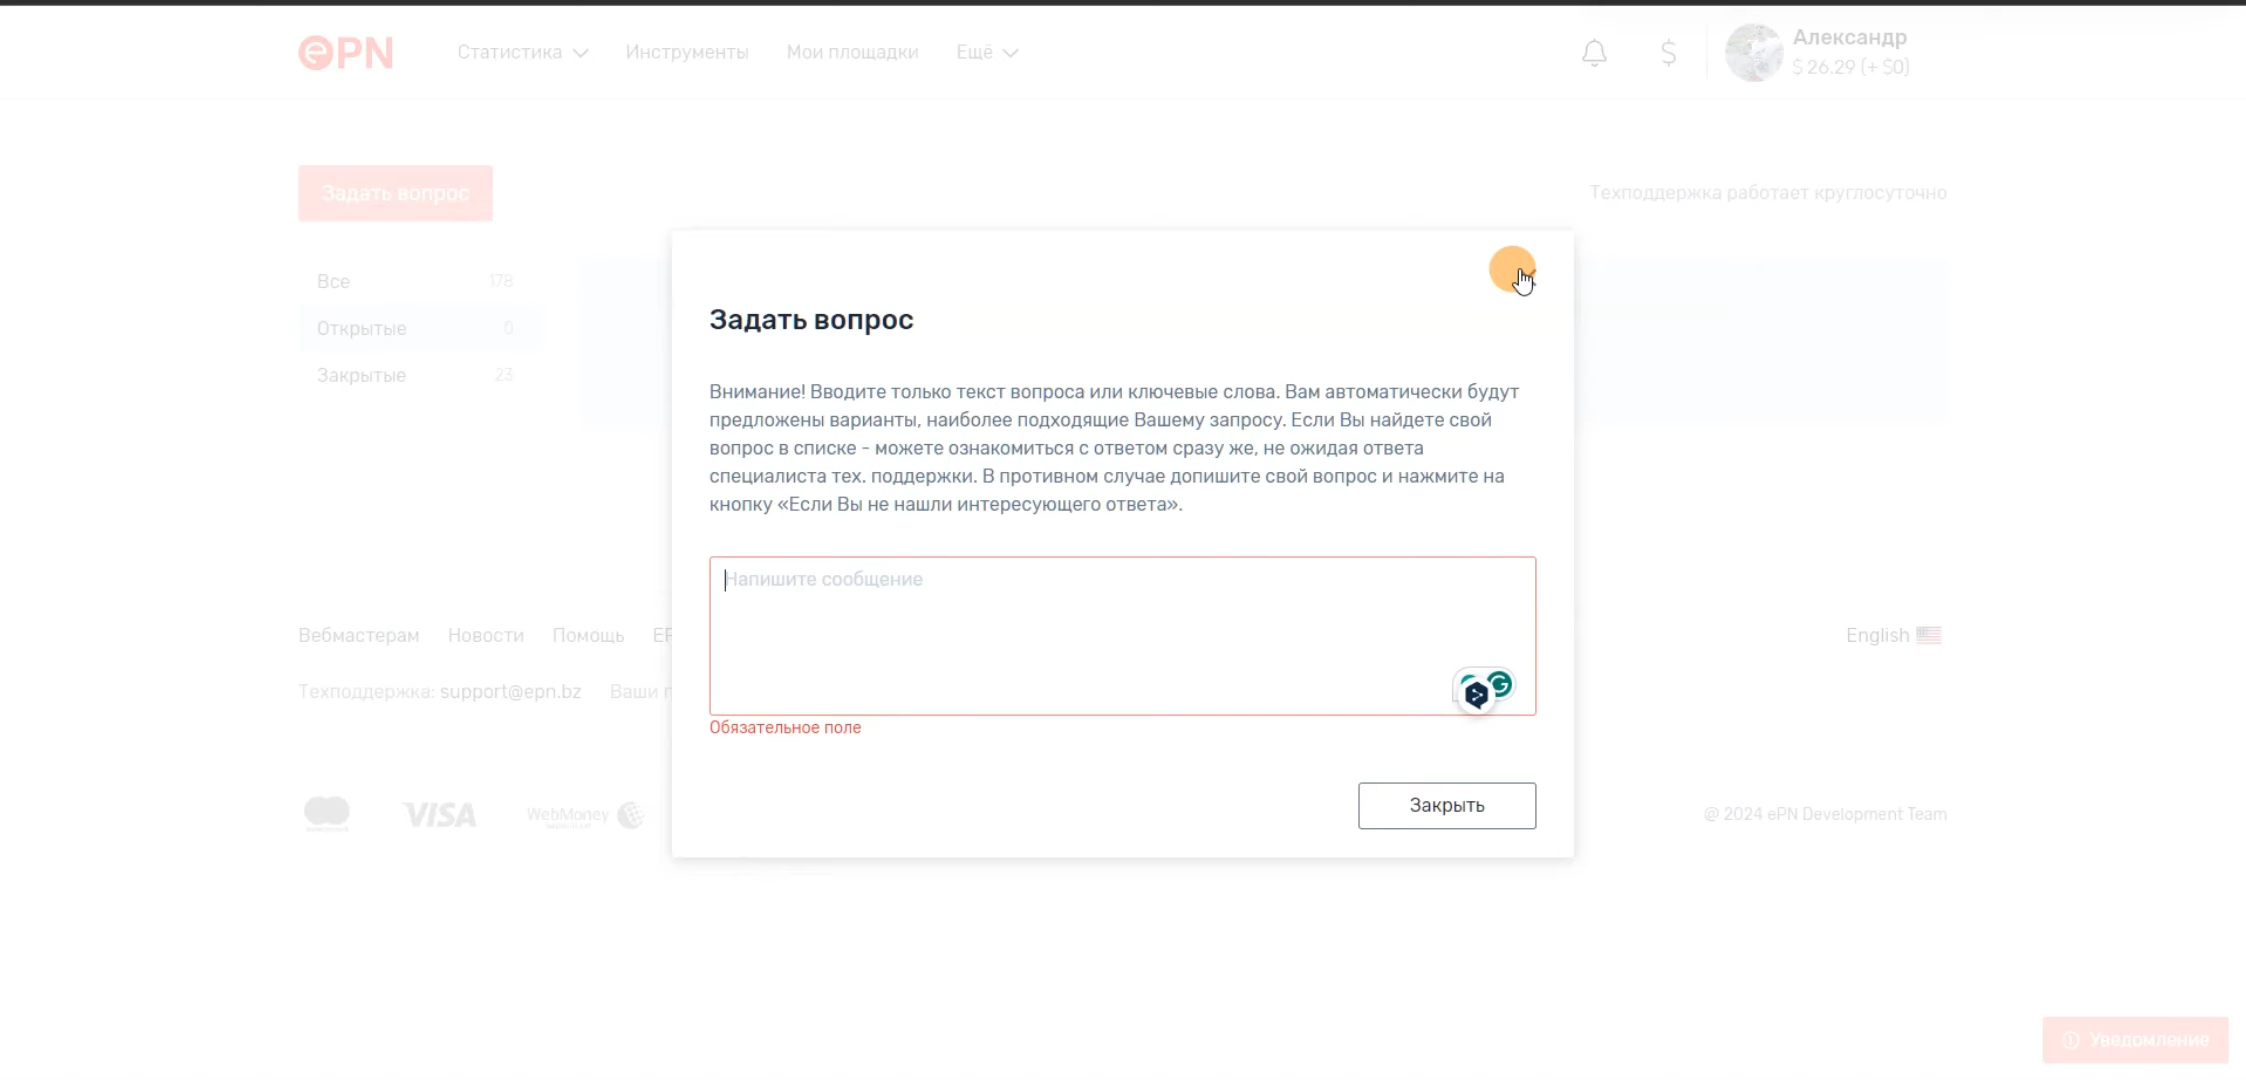 ePN
Статистика
Инструменты
Мои площадки
Ещё
$
Александр
$ 26.29 (+ $0)
Задать вопрос
Техподдержка работает круглосуточно
Все 178
Открытые 0
Закрытые 23
Задать вопрос
Внимание! Вводите только текст вопроса или ключевые слова. Вам автоматически будут
предложены варианты, наиболее подходящие Вашему запросу. Если Вы найдете свой
вопрос в списке - можете ознакомиться с ответом сразу же, не ожидая ответа
специалиста тех. поддержки. В противном случае допишите свой вопрос и нажмите на
кнопку «Если Вы не нашли интересующего ответа».
Напишите сообщение
Обязательное поле
Закрыть
Вебмастерам Новости Помощь
English
Техподдержка: support@epn.bz Ваши
VISA
WebMoney
@ 2024 ePN Development Team
Уведомление